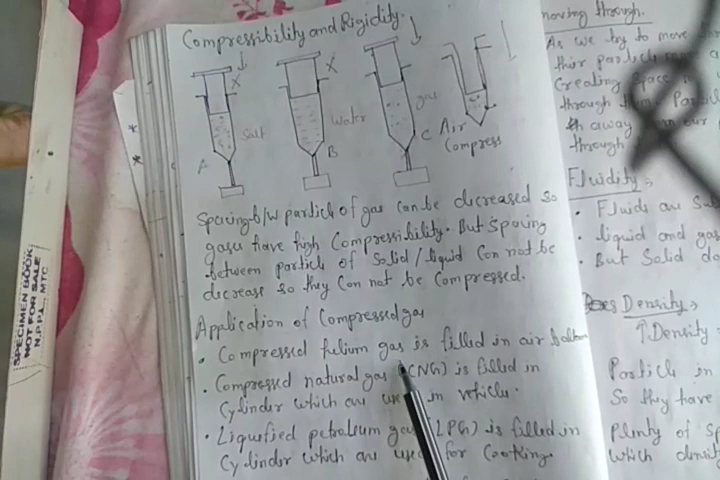 Compressibility and Rigidity.
X
Salt
A
X
Water
B
gas
C
Air
Compress
Spacing b/w particle of gas can be decreased so
gases have high Compressibility. But Spacing
between particle of Solid / liquid Can not be
decrease so they Can not be Compressed.
Application of Compressed gas
• Compressed helium gas is filled in air
• Compressed natural gas (CNG) is filled in
Cylinder which are used in vehicle.
• Liquefied petroleum gas (LPG) is filled in
Cylinder which are used for Cooking.
moving through.
As we try to move
their particle
Creating Space
through
away
through
Fluidity
• Fluids are
• liquid and gas
• But Solid do
Density
↑ Density
Particle in
So they have
Plenty of
which
SPECIMEN BOOK
NOT FOR SALE
N.P.P.A., MTC